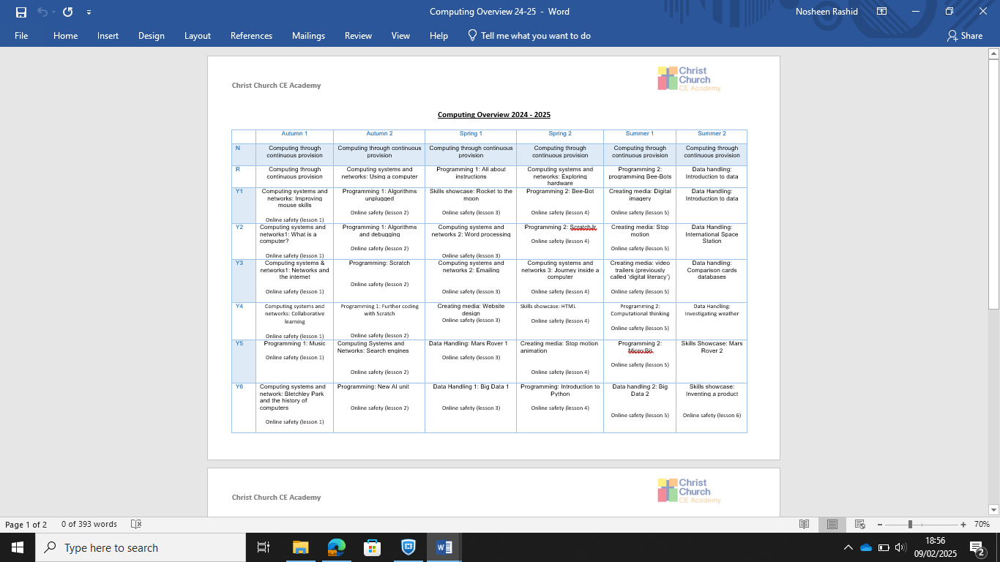 Computing Overview 24-25 - Word
Nosheen Rashid
File Home Insert Design Layout References Mailings Review View Help Tell me what you want to do Share
Christ Church CE Academy
Christ
Church
CE Academy
Computing Overview 2024 - 2025
Autumn 1 Autumn 2 Spring 1 Spring 2 Summer 1 Summer 2
N
Computing through
continuous provision
Computing through continuous
provision
Computing through continuous
provision
Computing through
continuous provision
Computing through
continuous provision
Computing through
continuous provision
R
Computing through
continuous provision
Computing systems and
networks: Using a computer
Programming 1: All about
instructions
Computing systems and
networks: Exploring
hardware
Programming 2:
programming Bee-Bots
Data handling:
Introduction to data
Y1
Computing systems and
networks: Improving
mouse skills
Online safety (lesson 1)
Programming 1: Algorithms
unplugged
Online safety (lesson 2)
Skills showcase: Rocket to the
moon
Online safety (lesson 3)
Programming 2: Bee-Bot
Online safety (lesson 4)
Creating media: Digital
imagery
Online safety (lesson 5)
Data Handling:
Introduction to data
Y2
Computing systems and
networks1: What is a
computer?
Online safety (lesson 1)
Programming 1: Algorithms
and debugging
Online safety (lesson 2)
Computing systems and
networks 2: Word processing
Online safety (lesson 3)
Programming 2: ScratchJr
Online safety (lesson 4)
Creating media: Stop
motion
Online safety (lesson 5)
Data Handling:
International Space
Station
Y3
Computing systems &
networks1: Networks and
the internet
Online safety (lesson 1)
Programming: Scratch
Online safety (lesson 2)
Computing systems and
networks 2: Emailing
Online safety (lesson 3)
Computing systems and
networks 3: Journey inside a
computer
Online safety (lesson 4)
Creating media: video
trailers (previously
called 'digital literacy')
Online safety (lesson 5)
Data handling:
Comparison cards
databases
Y4
Computing systems and
networks: Collaborative
learning
Online safety (lesson 1)
Programming 1: Further coding
with Scratch
Online safety (lesson 2)
Creating media: Website
design
Online safety (lesson 3)
Skills showcase: HTML
Online safety (lesson 4)
Programming 2:
Computational thinking
Online safety (lesson 5)
Data Handling:
Investigating weather
Y5
Programming 1: Music
Online safety (lesson 1)
Computing Systems and
Networks: Search engines
Data Handling: Mars Rover 1
Online safety (lesson 3)
Creating media: Stop motion
animation
Online safety (lesson 4)
Programming 2:
Micro:Bit
Online safety (lesson 5)
Skills Showcase: Mars
Rover 2
Y6
Computing systems and
network: Bletchley Park
and the history of
computers
Online safety (lesson 1)
Programming: New AI unit
Online safety (lesson 2)
Data Handling 1: Big Data 1
Online safety (lesson 3)
Programming: Introduction to
Python
Online safety (lesson 4)
Data handling 2: Big
Data 2
Online safety (lesson 5)
Skills showcase:
Inventing a product
Online safety (lesson 6)
Christ Church CE Academy
Christ
Church
CE Academy
Page 1 of 2 0 of 393 words 70%
Type here to search
18:56
09/02/2025
2